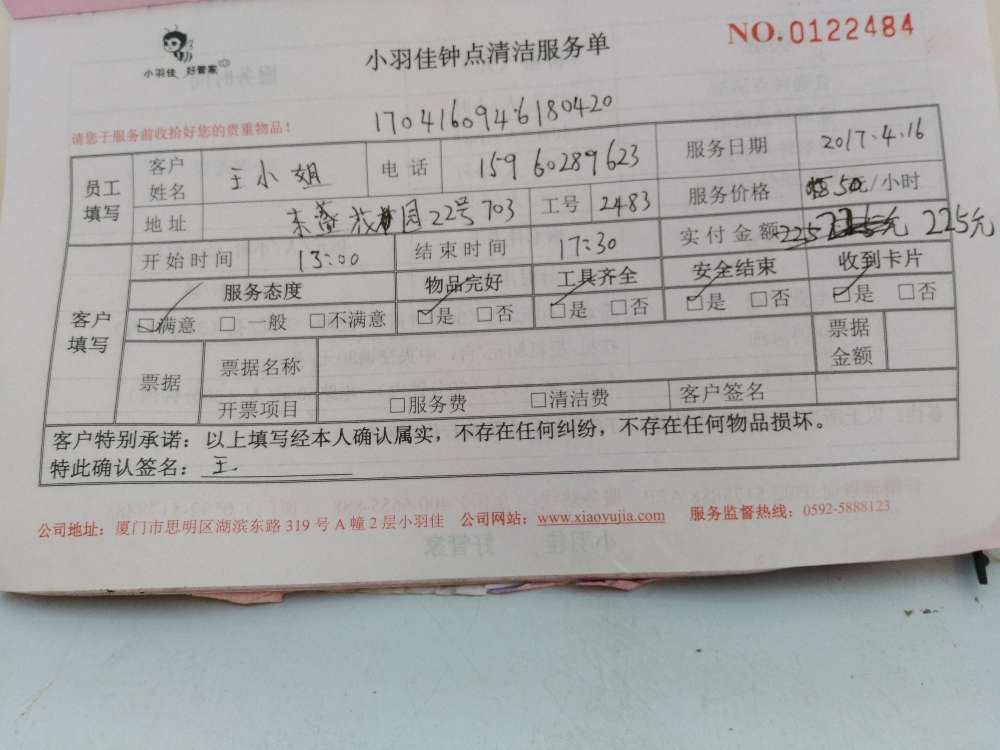 小羽佳 好管家
小羽佳钟点清洁服务单
NO.0122484
请您于服务前收拾好您的贵重物品！
1704160946180420
员工填写
客户姓名 王小姐 电话 15960289623 服务日期 2017.4.16
地址 园22号703 工号 2483 服务价格 50元/小时
客户填写
开始时间 13:00 结束时间 17:30 实付金额 225 元 225元
服务态度 物品完好 工具齐全 安全结束 收到卡片
☑满意 □一般 □不满意 ☑是 □否 ☑是 □否 ☑是 □否 ☑是 □否
票据 票据名称 票据金额
开票项目 □服务费 □清洁费 客户签名
客户特别承诺：以上填写经本人确认属实，不存在任何纠纷，不存在任何物品损坏。
特此确认签名：王
公司地址：厦门市思明区湖滨东路 319 号 A 幢 2 层小羽佳 公司网站：www.xiaoyujia.com 服务监督热线：0592-5888123